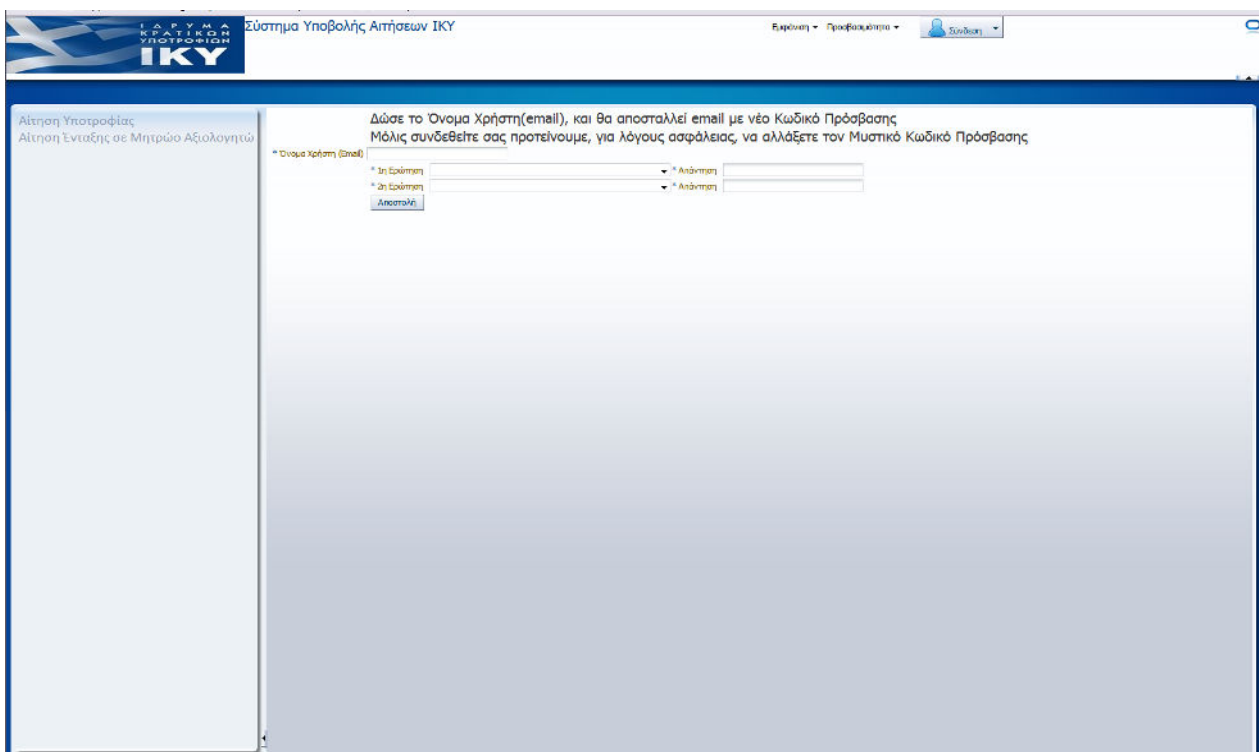 ΙΔΡΥΜΑ
ΚΡΑΤΙΚΩΝ
ΥΠΟΤΡΟΦΙΩΝ
ΙΚΥ
Σύστημα Υποβολής Αιτήσεων ΙΚΥ
Εμφάνιση
Προσβασιμότητα
Σύνδεση
Αίτηση Υποτροφίας
Αίτηση Ένταξης σε Μητρώο Αξιολογητώ
Δώσε το Όνομα Χρήστη(email), και θα αποσταλλεί email με νέο Κωδικό Πρόσβασης
Μόλις συνδεθείτε σας προτείνουμε, για λόγους ασφάλειας, να αλλάξετε τον Μυστικό Κωδικό Πρόσβασης
* Όνομα Χρήστη (Email)
* 1η Ερώτηση * Απάντηση
* 2η Ερώτηση * Απάντηση
Αποστολή